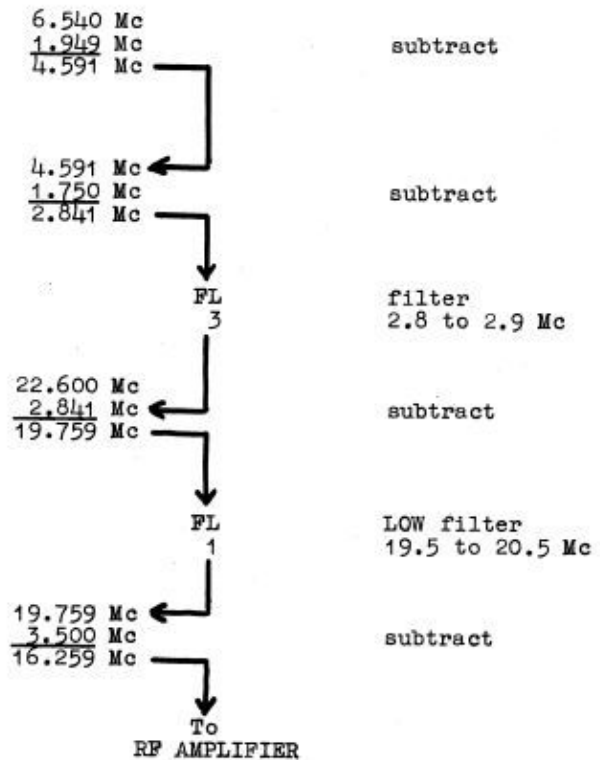 6.540 Mc
1.949 Mc subtract
4.591 Mc
4.591 Mc
1.750 Mc subtract
2.841 Mc
FL filter
3 2.8 to 2.9 Mc
22.600 Mc
2.841 Mc subtract
19.759 Mc
FL LOW filter
1 19.5 to 20.5 Mc
19.759 Mc
3.500 Mc subtract
16.259 Mc
To
RF AMPLIFIER